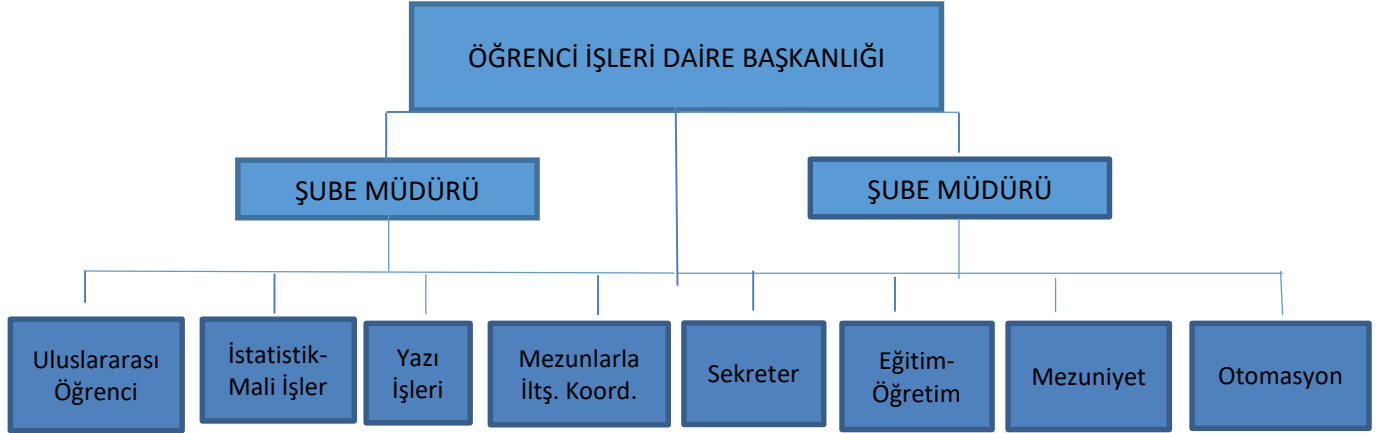 ÖĞRENCİ İŞLERİ DAİRE BAŞKANLIĞI
ŞUBE MÜDÜRÜ
ŞUBE MÜDÜRÜ
Uluslararası
Öğrenci
İstatistik-
Mali İşler
Yazı
İşleri
Mezunlarla
İltş. Koord.
Sekreter
Eğitim-
Öğretim
Mezuniyet
Otomasyon